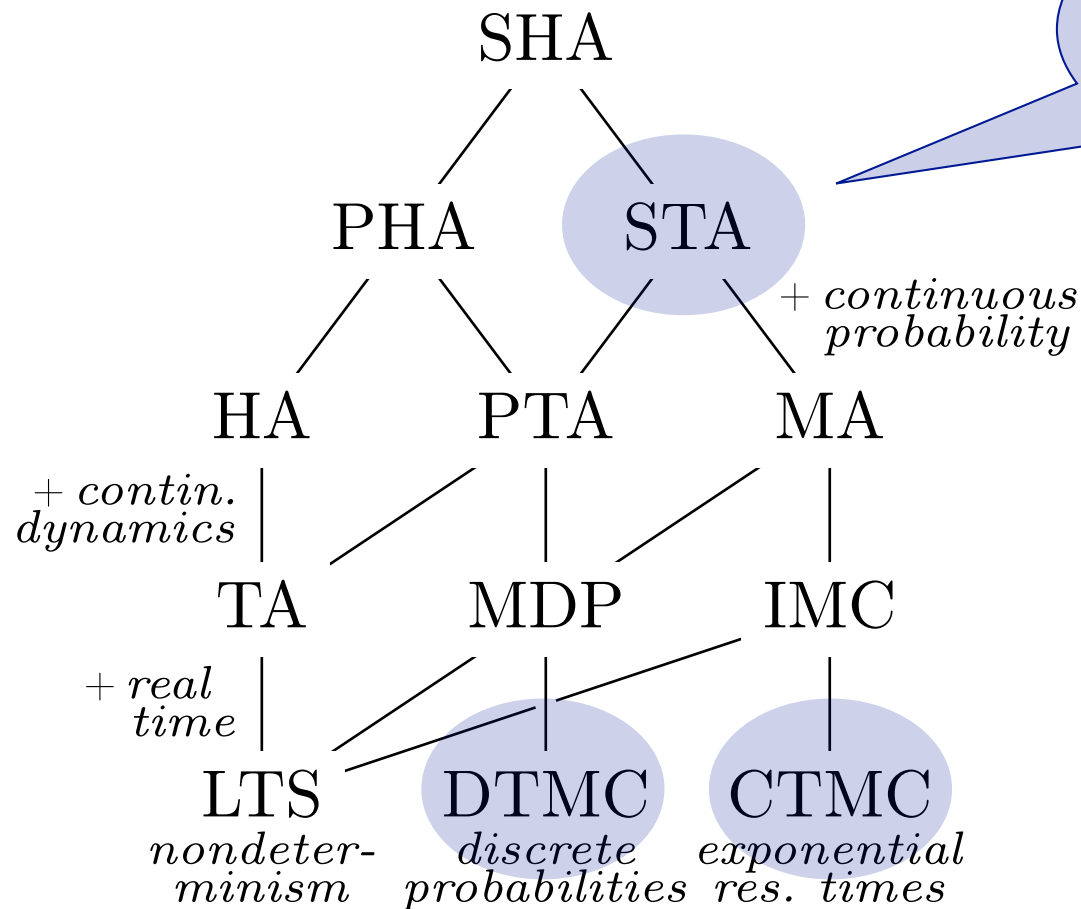 SHA
PHA STA
+ continuous
probability
HA PTA MA
+ contin.
dynamics
TA MDP IMC
+ real
time
LTS DTMC CTMC
nondeter- discrete exponential
minism probabilities res. times